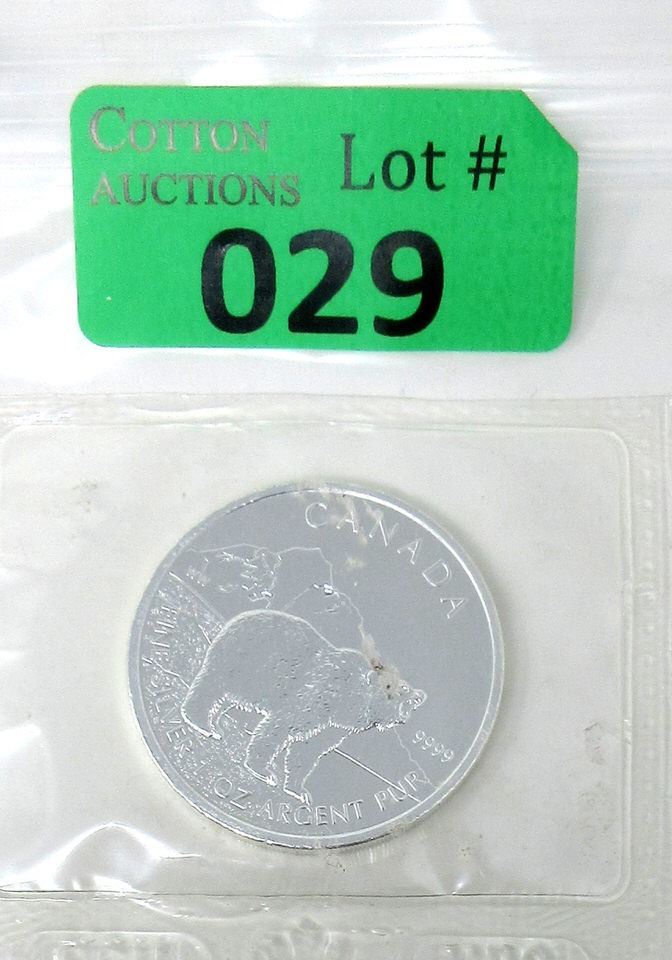 COTTON
AUCTIONS
Lot #
029
CANADA
9999
FINE SILVER 1 OZ ARGENT PUR